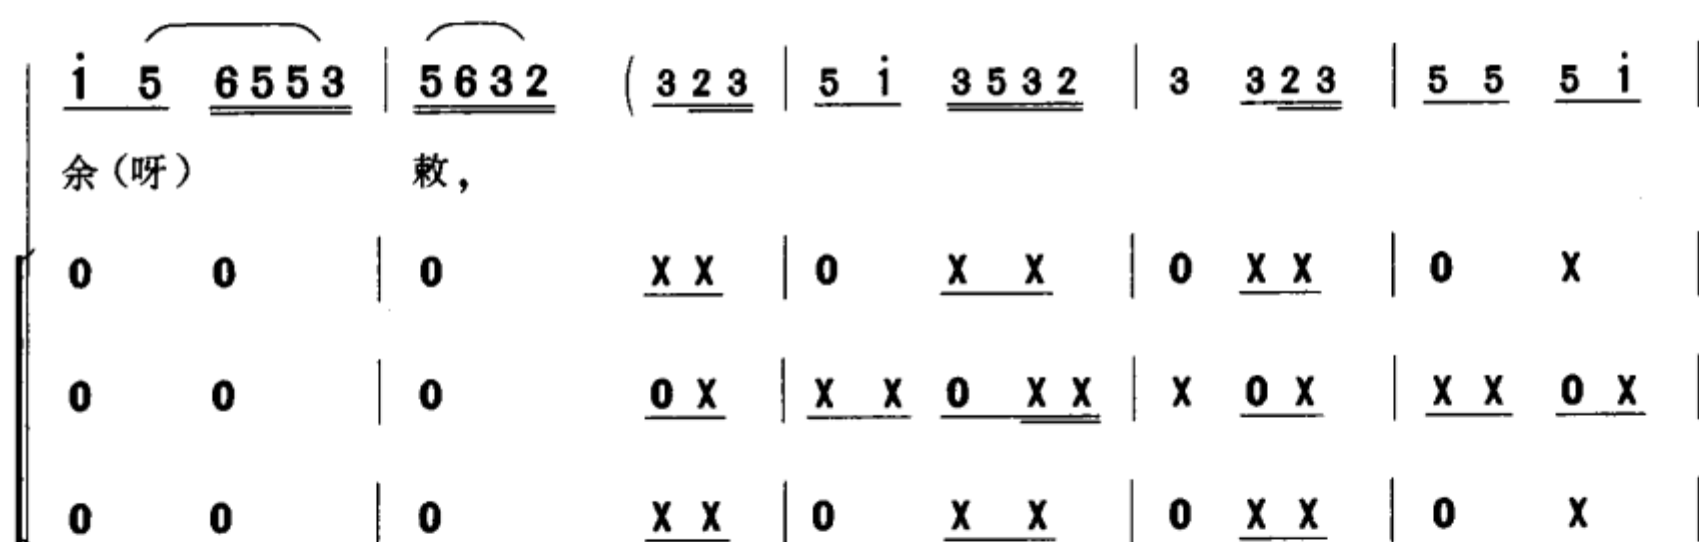 i̇ 5 6553 | 5632 ( 323 | 5 i̇ 3532 | 3 323 | 5 5 5 i̇ |
余(呀) 敕,
0 0 | 0 X X | 0 X X | 0 X X | 0 X |
0 0 | 0 0 X | X X 0 X X | X 0 X | X X 0 X |
0 0 | 0 X X | 0 X X | 0 X X | 0 X |